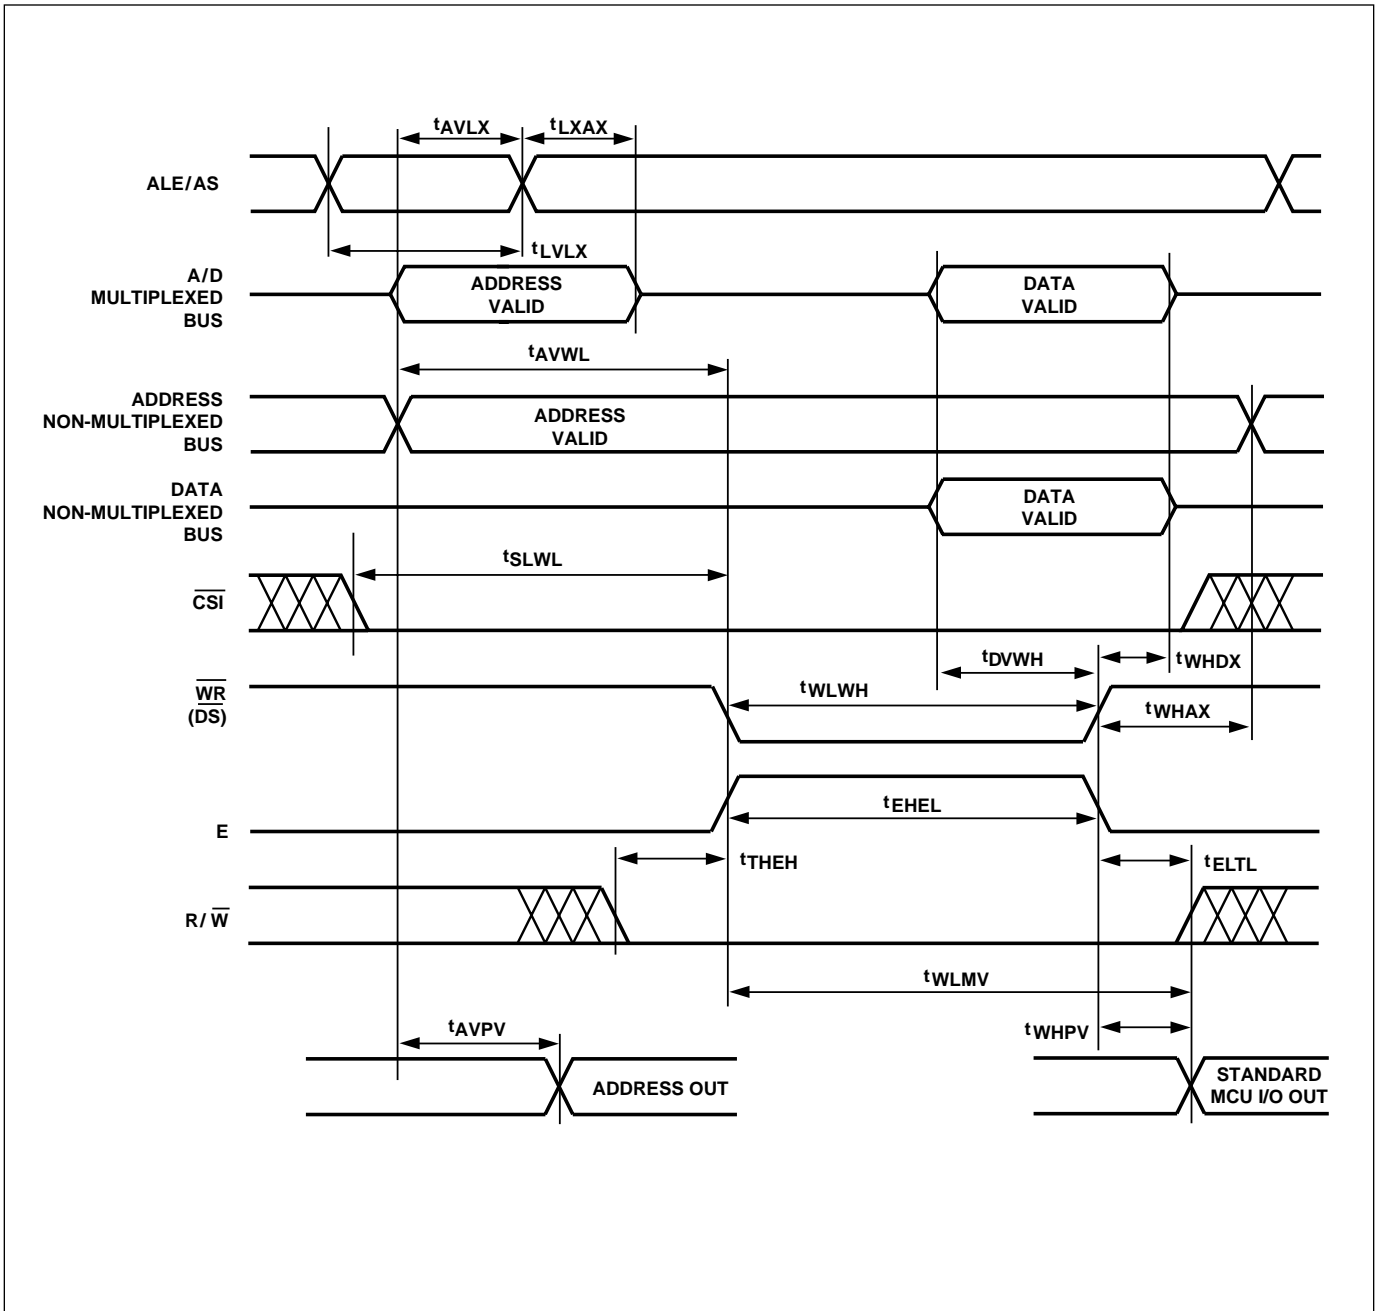 tAVLX
tLXAX
ALE/AS
tLVLX
A/D
MULTIPLEXED
BUS
ADDRESS
VALID
DATA
VALID
tAVWL
ADDRESS
NON-MULTIPLEXED
BUS
ADDRESS
VALID
DATA
NON-MULTIPLEXED
BUS
DATA
VALID
tSLWL
CSI
tDVWH
tWHDX
WR
(DS)
tWLWH
tWHAX
tEHEL
E
tTHEH
tELTL
R/W
tWLMV
tAVPV
tWHPV
ADDRESS OUT
STANDARD
MCU I/O OUT